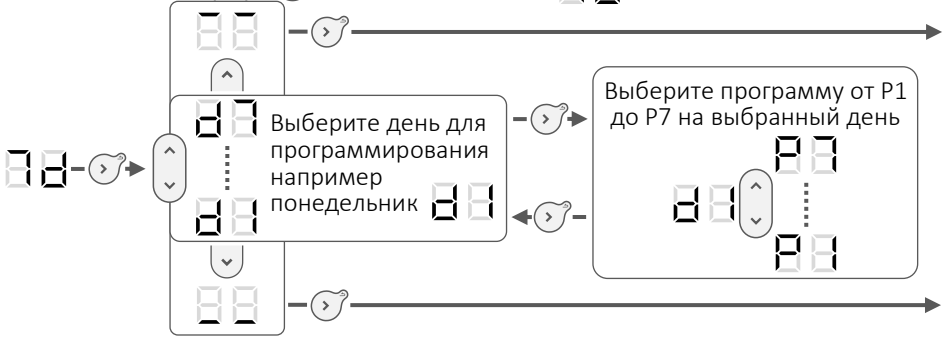 Выберите программу от P1
до P7 на выбранный день
d7
Выберите день для
программирования
например
понедельник d1
P7
7d
d1
d1
P1